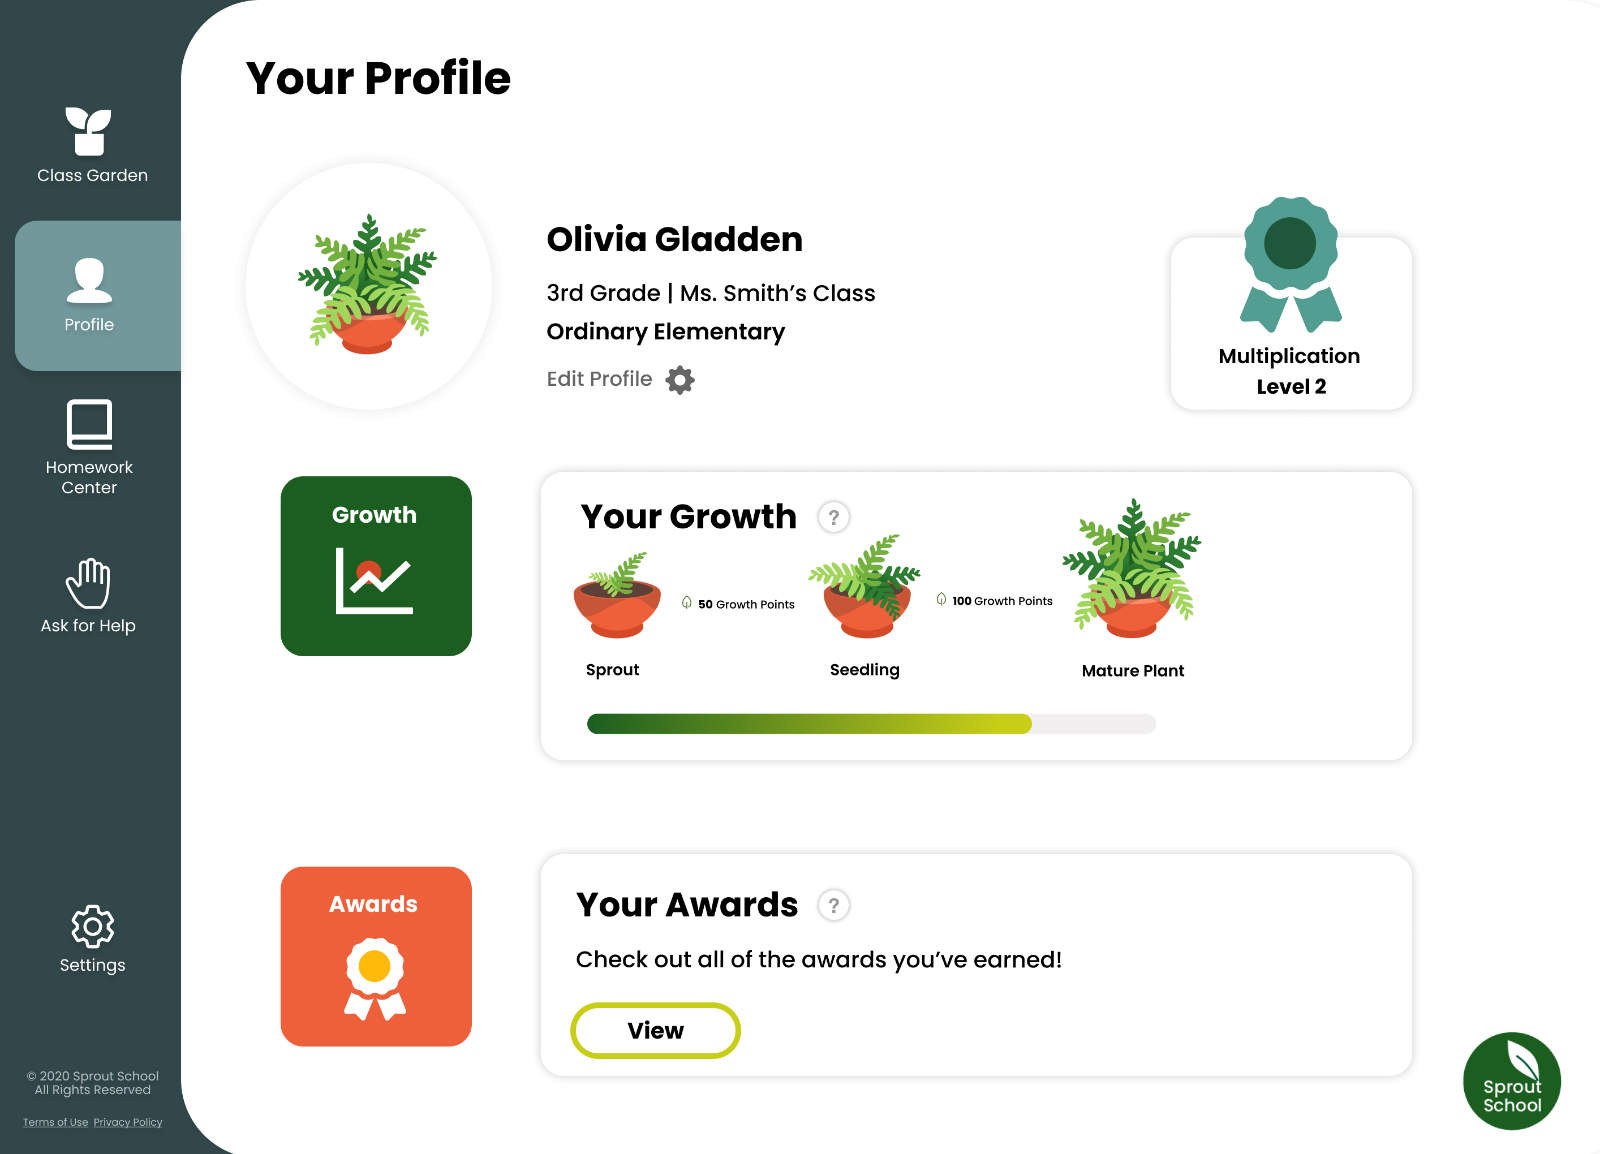 Your Profile
Class Garden
Profile
Homework
Center
Ask for Help
Settings
© 2020 Sprout School
All Rights Reserved
Terms of Use Privacy Policy
Olivia Gladden
3rd Grade | Ms. Smith’s Class
Ordinary Elementary
Edit Profile
Multiplication
Level 2
Growth
Your Growth ?
50 Growth Points
100 Growth Points
Sprout
Seedling
Mature Plant
Awards
Your Awards ?
Check out all of the awards you’ve earned!
View
Sprout
School